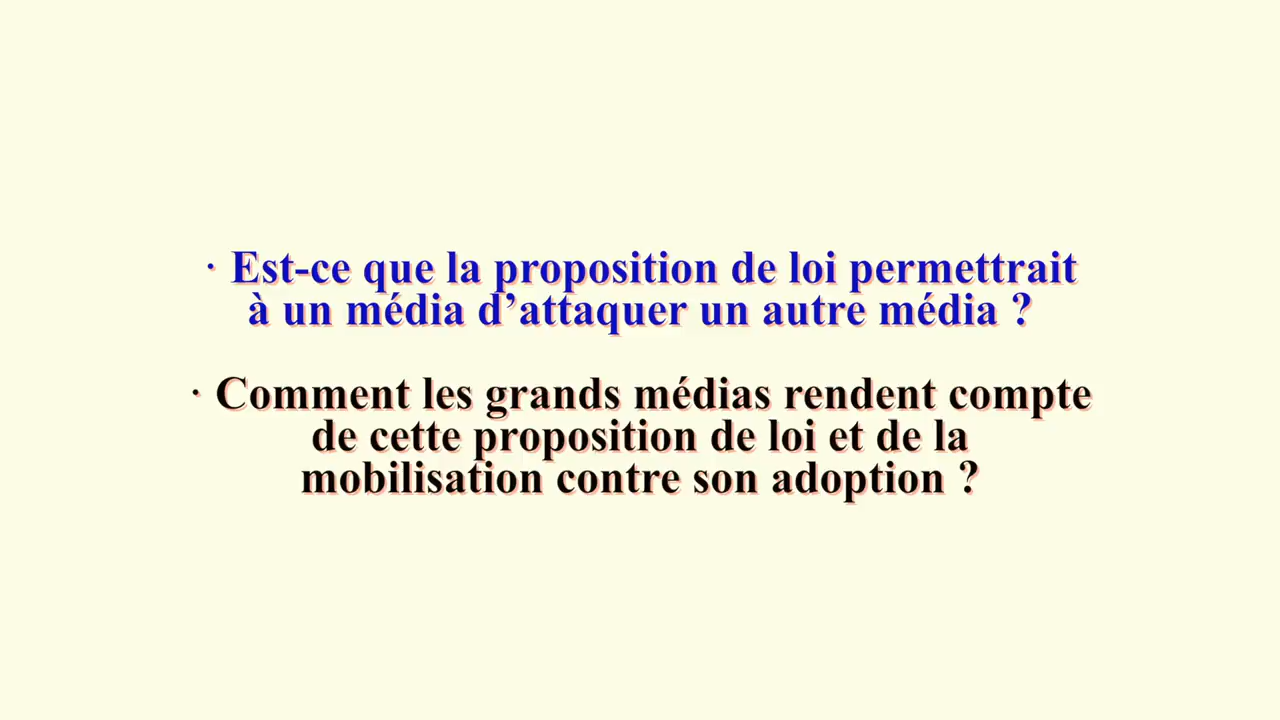 · Est-ce que la proposition de loi permettrait
à un média d’attaquer un autre média ?
· Comment les grands médias rendent compte
de cette proposition de loi et de la
mobilisation contre son adoption ?